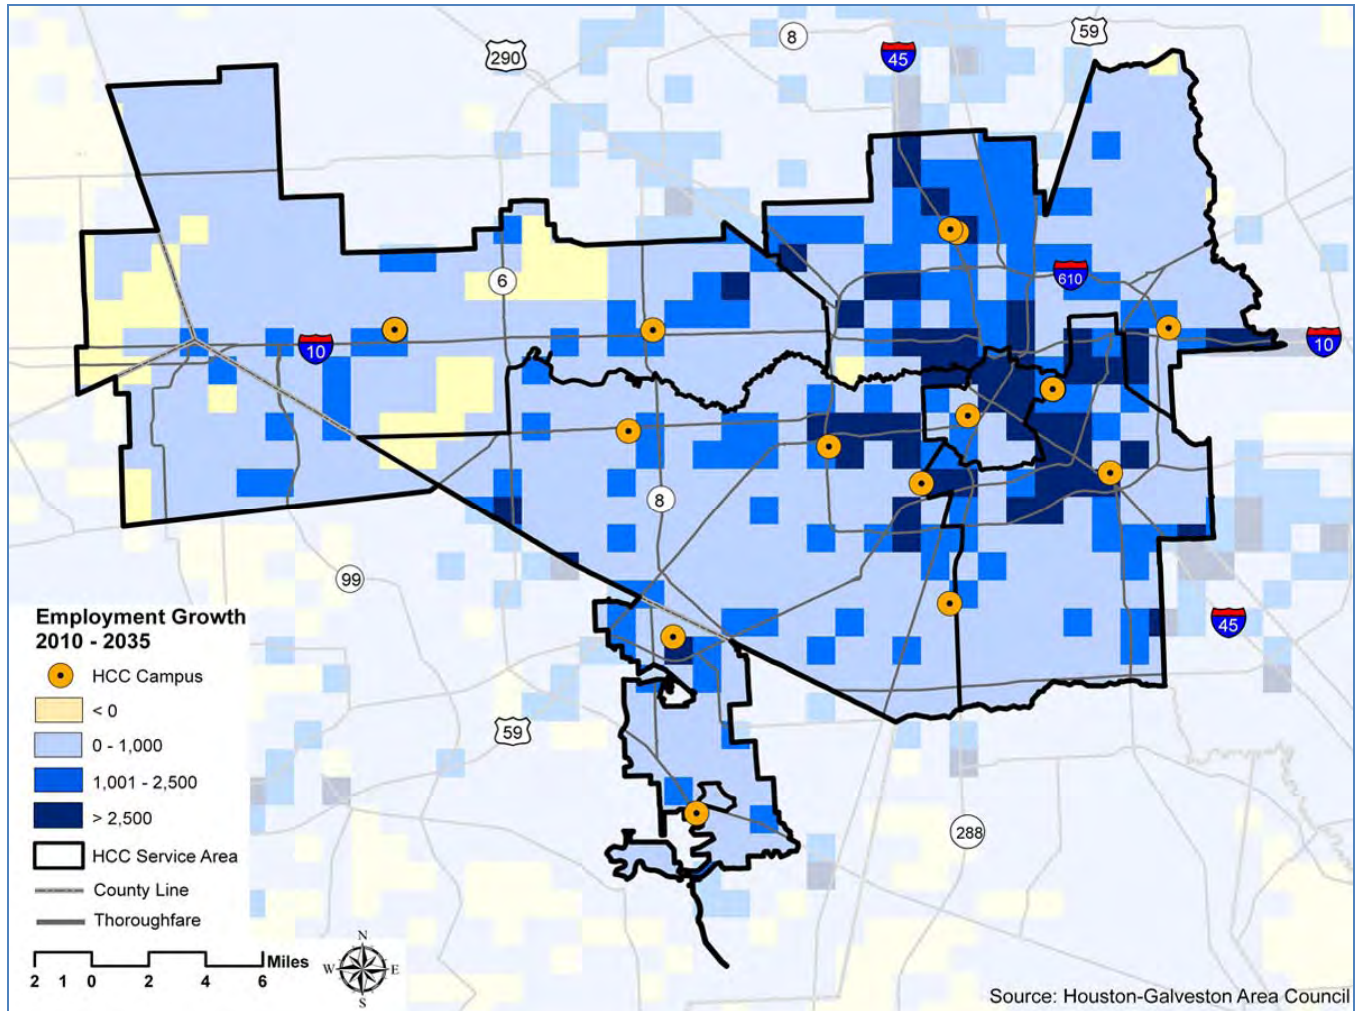 8
59
290
45
6
610
10
10
8
99
45
59
288
Employment Growth
2010 - 2035
HCC Campus
< 0
0 - 1,000
1,001 - 2,500
> 2,500
HCC Service Area
County Line
Thoroughfare
Miles
2 1 0 2 4 6
N
W E
S
Source: Houston-Galveston Area Council